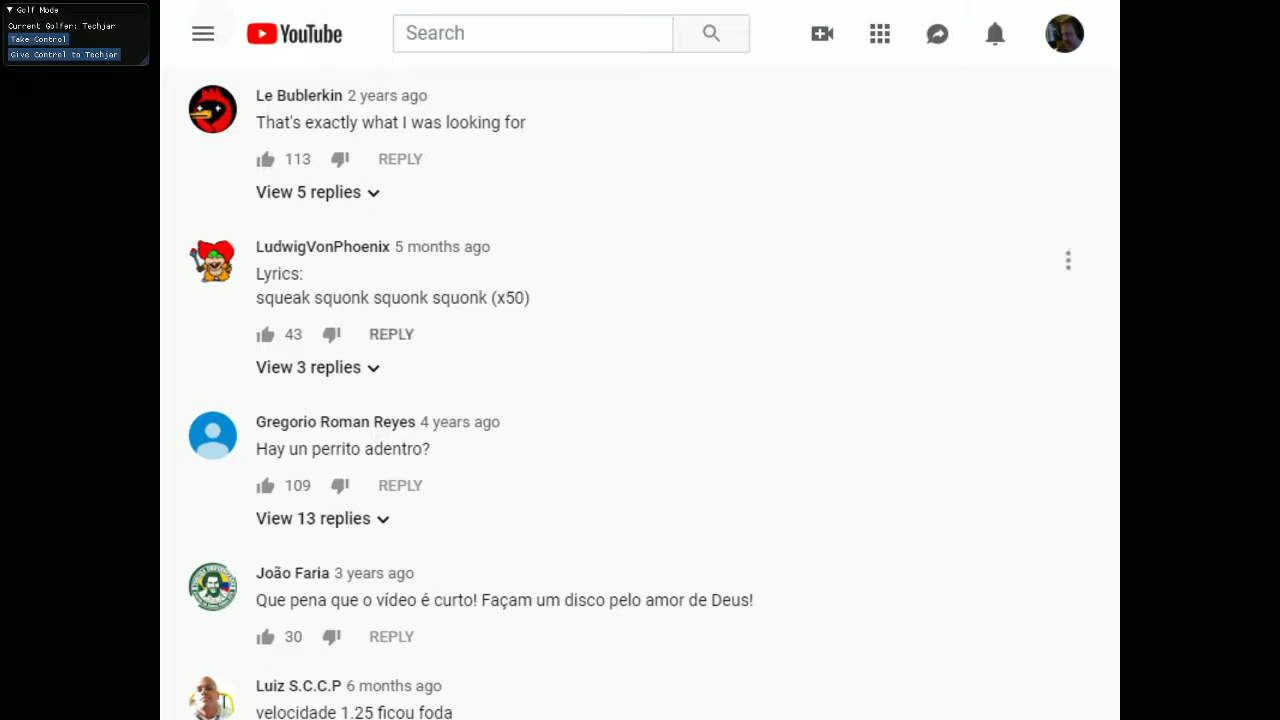 Golf Mode
Current Golfer: Techjar
Take Control
Give Control to Techjar
YouTube
Search
Le Bublerkin 2 years ago
That's exactly what I was looking for
113 REPLY
View 5 replies
LudwigVonPhoenix 5 months ago
Lyrics:
squeak squonk squonk squonk (x50)
43 REPLY
View 3 replies
Gregorio Roman Reyes 4 years ago
Hay un perrito adentro?
109 REPLY
View 13 replies
João Faria 3 years ago
Que pena que o vídeo é curto! Façam um disco pelo amor de Deus!
30 REPLY
Luiz S.C.C.P 6 months ago
velocidade 1.25 ficou foda